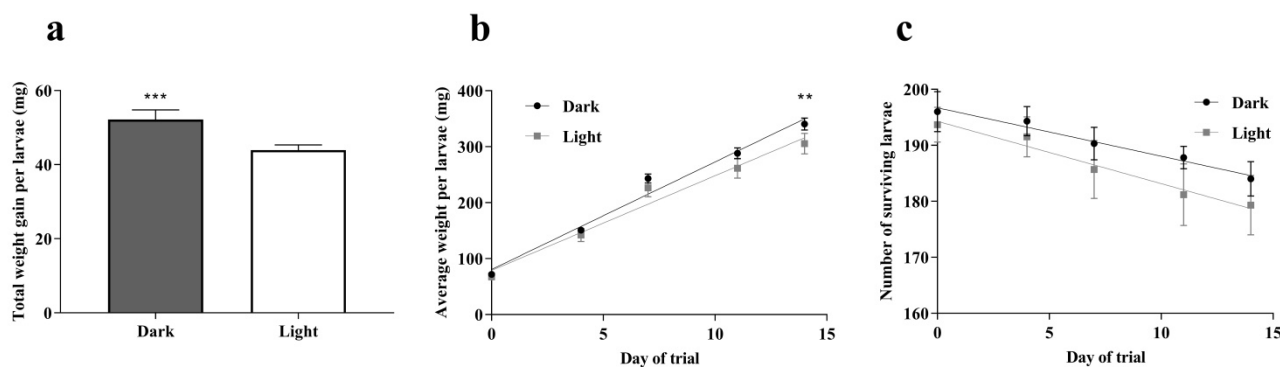 a
Total weight gain per larvae (mg)
60
40
20
0
***
Dark
Light
b
Average weight per larvae (mg)
400
300
200
100
0
Dark
Light
**
0
5
10
15
Day of trial
c
Number of surviving larvae
200
190
180
170
160
Dark
Light
0
5
10
15
Day of trial